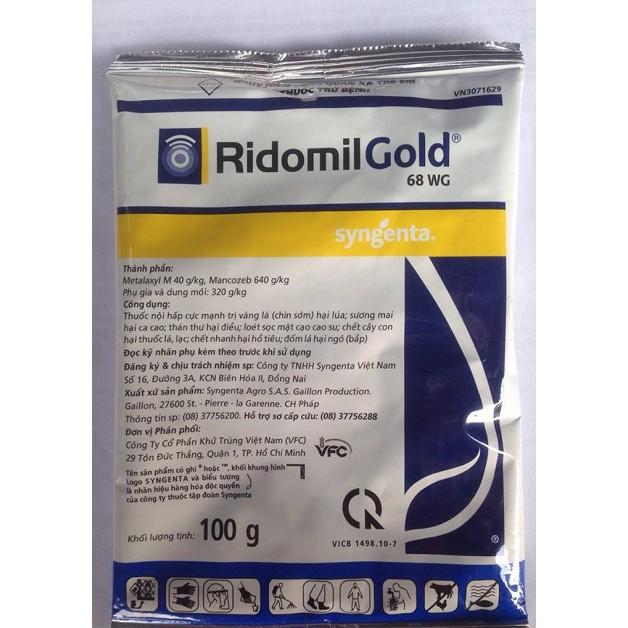 THUỐC TRỪ BỆNH
VN3071629
RidomilGold®
68 WG
syngenta®
Thành phần:
Metalaxyl M 40 g/kg, Mancozeb 640 g/kg
Phụ gia và dung môi: 320 g/kg
Công dụng:
Thuốc nội hấp cực mạnh trị vàng lá (chín sớm) hại lúa; sương mai
hại ca cao; thán thư hại điều; loét sọc mặt cạo cao su; chết cây con
hại thuốc lá, lạc; chết nhanh hại hồ tiêu; đốm lá hại ngô (bắp)
Đọc kỹ nhãn phụ kèm theo trước khi sử dụng
Đăng ký & chịu trách nhiệm sp: Công ty TNHH Syngenta Việt Nam
Số 16, Đường 3A, KCN Biên Hòa II, Đồng Nai
Xuất xứ sản phẩm: Syngenta Agro S.A.S. Gaillon Production.
Gaillon, 27600 St. - Pierre - la Garenne. CH Pháp
Thông tin sp: (08) 37756200. Hỗ trợ sơ cấp cứu: (08) 37756288
Đơn vị Phân phối:
Công Ty Cổ Phần Khử Trùng Việt Nam (VFC)
29 Tôn Đức Thắng, Quận 1, TP. Hồ Chí Minh
VFC
Tên sản phẩm có ghi ® hoặc ™, khối khung hình
logo SYNGENTA và biểu tượng
là nhãn hiệu hàng hóa độc quyền
của công ty thuộc tập đoàn Syngenta
Khối lượng tịnh: 100 g
VICB 1498.10-7
®